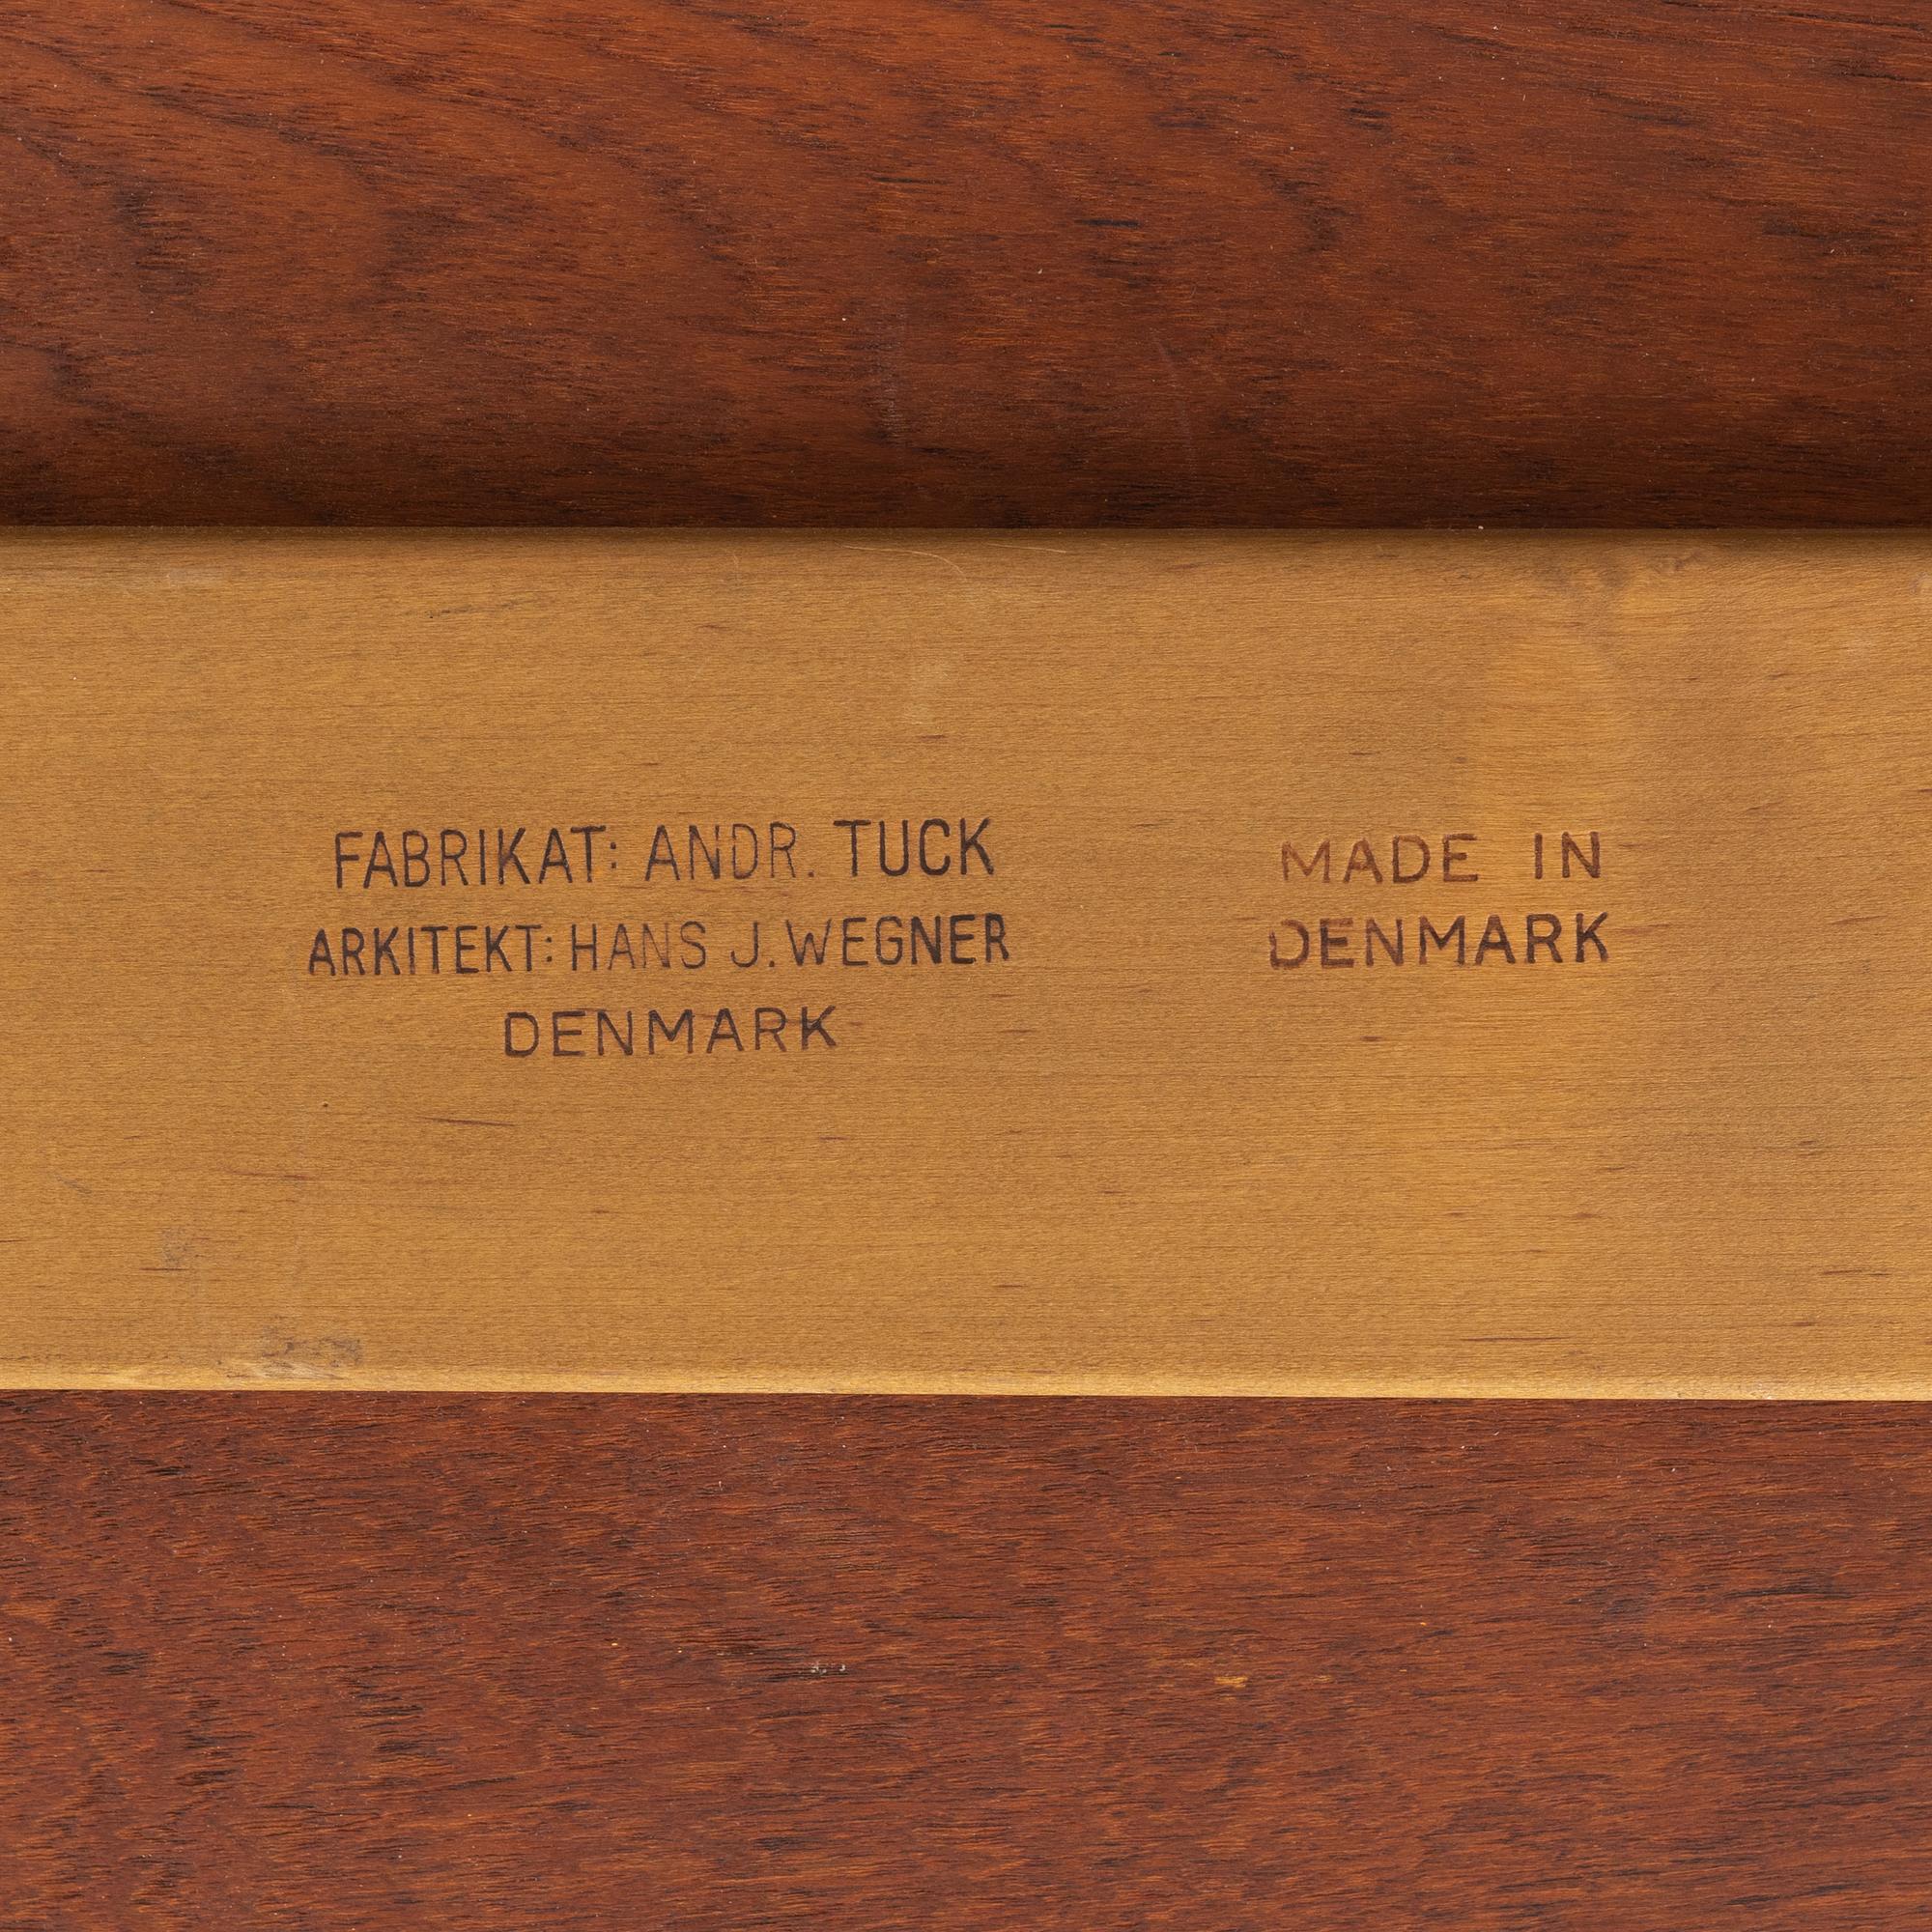 FABRIKAT: ANDR. TUCK
ARKITEKT: HANS J. WEGNER
DENMARK
MADE IN
DENMARK